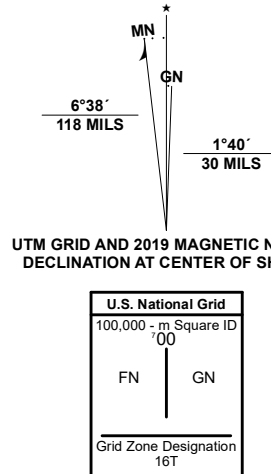 MN
GN
6°38´
118 MILS
1°40´
30 MILS
UTM GRID AND 2019 MAGNETIC
DECLINATION AT CENTER OF
U.S. National Grid
100,000 - m Square ID
⁷00
FN GN
Grid Zone Designation
16T